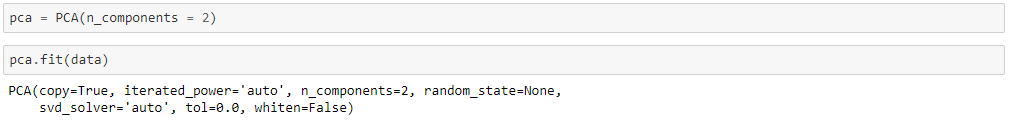 pca = PCA(n_components = 2)
pca.fit(data)
PCA(copy=True, iterated_power='auto', n_components=2, random_state=None,
    svd_solver='auto', tol=0.0, whiten=False)